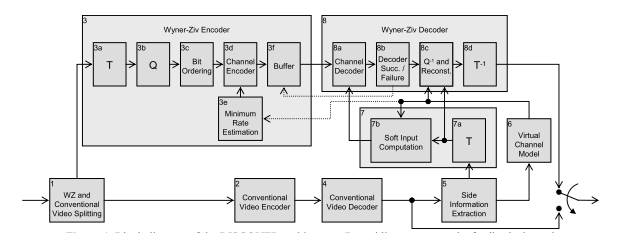 3
Wyner-Ziv Encoder
3a
T
3b
Q
3c
Bit
Ordering
3d
Channel
Encoder
3f
Buffer
3e
Minimum
Rate
Estimation
8
Wyner-Ziv Decoder
8a
Channel
Decoder
8b
Decoder
Succ. /
Failure
8c
Q-1 and
Reconst.
8d
T-1
7
7b
Soft Input
Computation
7a
T
6
Virtual
Channel
Model
1
WZ and
Conventional
Video Splitting
2
Conventional
Video Encoder
4
Conventional
Video Decoder
5
Side
Information
Extraction